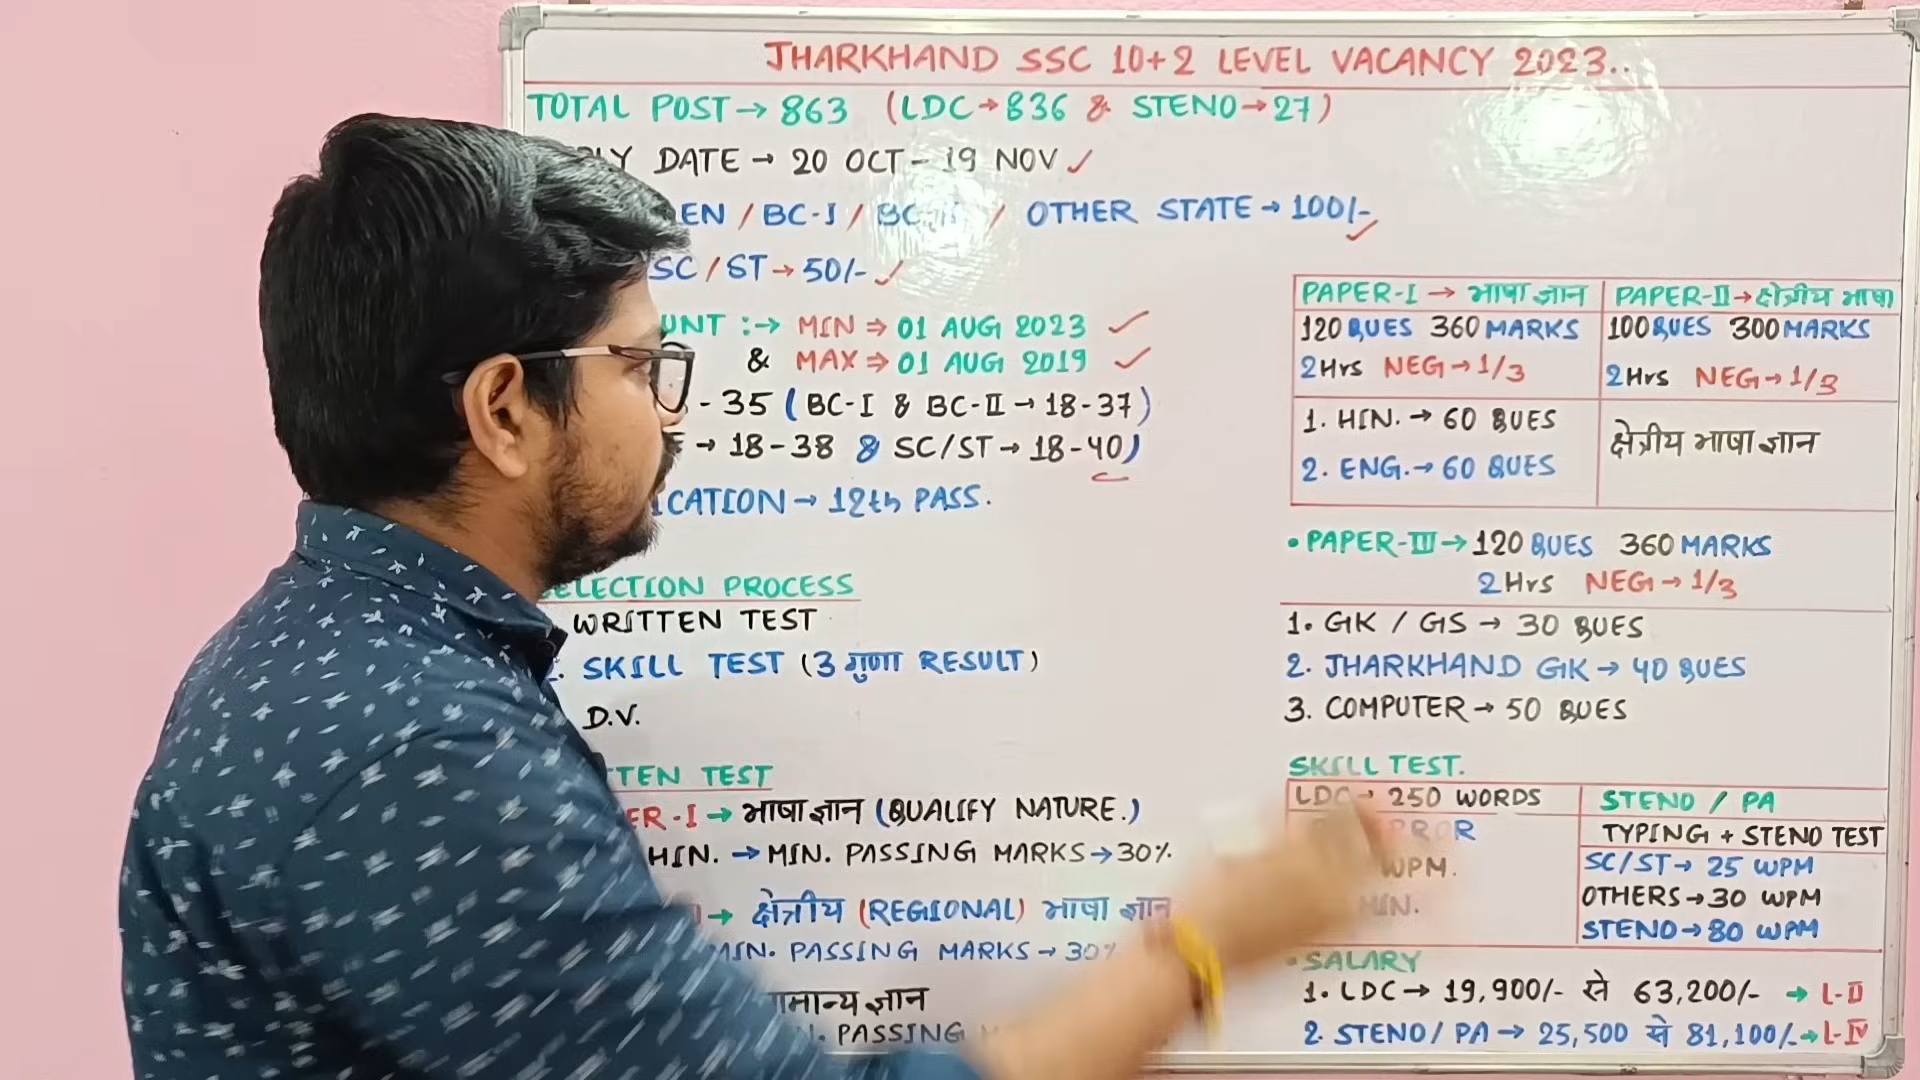 JHARKHAND SSC 10+2 LEVEL VACANCY 2023..
TOTAL POST → 863 (LDC → 836 & STENO → 27)
DATE → 20 OCT - 19 NOV ✓
/ BC-I / / OTHER STATE → 100/- ✓
SC / ST → 50/- ✓
:→ MIN ⇒ 01 AUG 2023 ✓
& MAX ⇒ 01 AUG 2019 ✓
- 35 (BC-I & BC-II → 18-37)
→ 18-38 & SC/ST → 18-40)
→ 12th PASS.
SELECTION PROCESS
WRITTEN TEST
2. SKILL TEST (3 गुणा RESULT)
D.V.
TEST
→ भाषा ज्ञान (QUALIFY NATURE.)
HIN. → MIN. PASSING MARKS → 30%.
→ क्षेत्रीय (REGIONAL) भाषा ज्ञान
MIN. PASSING MARKS → 30%
ज्ञान
PASSING
PAPER-I → भाषा ज्ञान
120 QUES 360 MARKS
2Hrs NEG → 1/3
1. HIN. → 60 QUES
2. ENG. → 60 QUES
PAPER-II → क्षेत्रीय भाषा
100 QUES 300 MARKS
2Hrs NEG → 1/3
क्षेत्रीय भाषा ज्ञान
• PAPER-III → 120 QUES 360 MARKS
2Hrs NEG → 1/3
1. GK / GS → 30 QUES
2. JHARKHAND GK → 40 QUES
3. COMPUTER → 50 QUES
SKILL TEST.
LDC → 250 WORDS
WPM.
STENO / PA
TYPING + STENO TEST
SC/ST → 25 WPM
OTHERS → 30 WPM
STENO → 80 WPM
• SALARY
1. LDC → 19,900/- से 63,200/- → L-II
2. STENO / PA → 25,500 से 81,100/- → L-IV